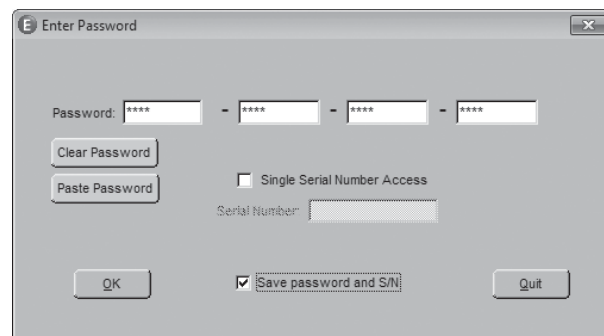 E Enter Password
Password: **** - **** - **** - ****
Clear Password
Paste Password
Single Serial Number Access
Serial Number:
OK
Save password and S/N
Quit